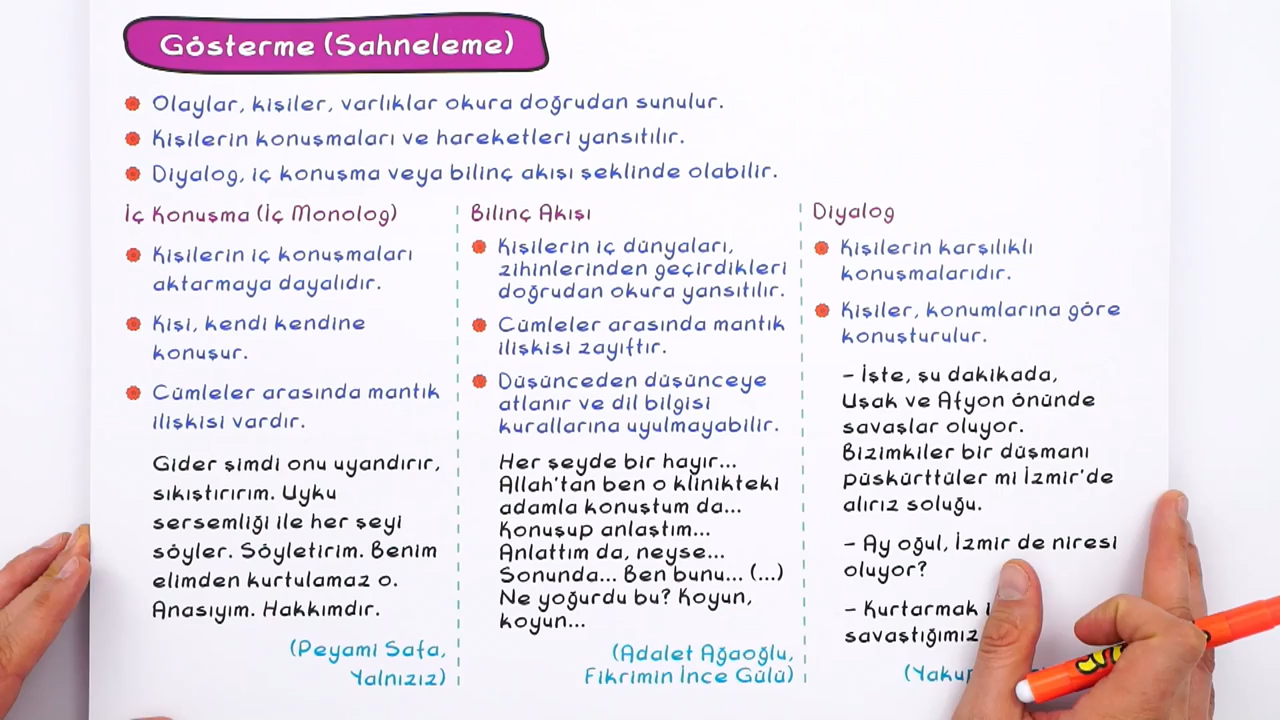 Gösterme (Sahneleme)
Olaylar, kişiler, varlıklar okura doğrudan sunulur.
Kişilerin konuşmaları ve hareketleri yansıtılır.
Diyalog, iç konuşma veya bilinç akışı şeklinde olabilir.
İç Konuşma (İç Monolog)
Kişilerin iç konuşmaları
aktarmaya dayalıdır.
Kişi, kendi kendine
konuşur.
Cümleler arasında mantık
ilişkisi vardır.
Gider şimdi onu uyandırır,
sıkıştırırım. Uyku
sersemliği ile her şeyi
söyler. Söyletirim. Benim
elimden kurtulamaz o.
Anasıyım. Hakkımdır.
(Peyami Safa,
Yalnızız)
Bilinç Akışı
Kişilerin iç dünyaları,
zihinlerinden geçirdikleri
doğrudan okura yansıtılır.
Cümleler arasında mantık
ilişkisi zayıftır.
Düşünceden düşünceye
atlanır ve dil bilgisi
kurallarına uyulmayabilir.
Her şeyde bir hayır...
Allah'tan ben o klinikteki
adamla konuştum da...
Konuşup anlaştım...
Anlattım da, neyse...
Sonunda... Ben bunu... (...)
Ne yoğurdu bu? Koyun,
koyun...
(Adalet Ağaoğlu,
Fikrimin İnce Gülü)
Diyalog
Kişilerin karşılıklı
konuşmalarıdır.
Kişiler, konumlarına göre
konuşturulur.
– İşte, şu dakikada,
Uşak ve Afyon önünde
savaşlar oluyor.
Bizimkiler bir düşmanı
püskürttüler mi İzmir'de
alırız soluğu.
– Ay oğul, İzmir de niresi
oluyor?
– Kurtarmak
savaştığımız